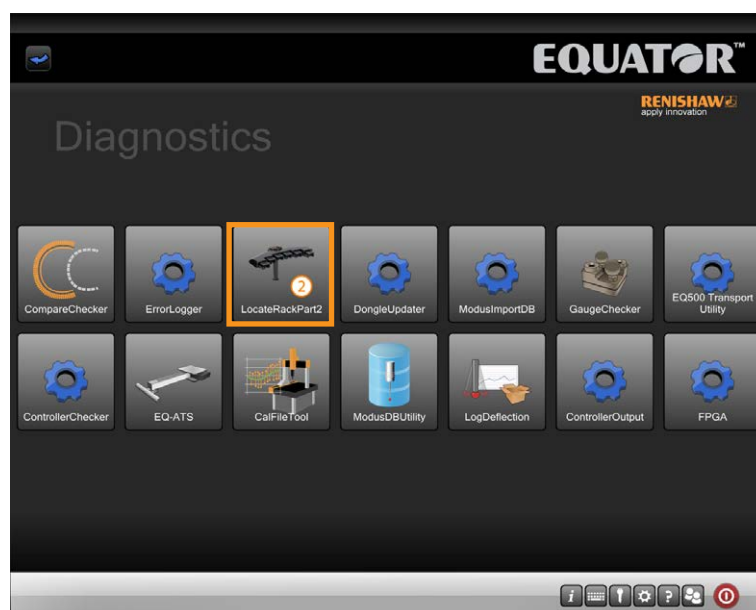 EQUATOR™
RENISHAW
apply innovation
Diagnostics
CompareChecker
ErrorLogger
2
LocateRackPart2
DongleUpdater
ModusImportDB
GaugeChecker
EQ500 Transport
Utility
ControllerChecker
EQ-ATS
CalFileTool
ModusDBUtility
LogDeflection
ControllerOutput
FPGA
i
?